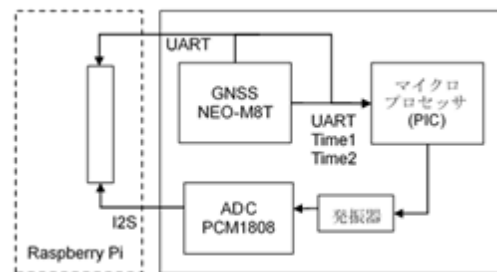 UART
GNSS
NEO-M8T
マイクロ
プロセッサ
(PIC)
UART
Time1
Time2
ADC
PCM1808
発振器
I2S
Raspberry Pi